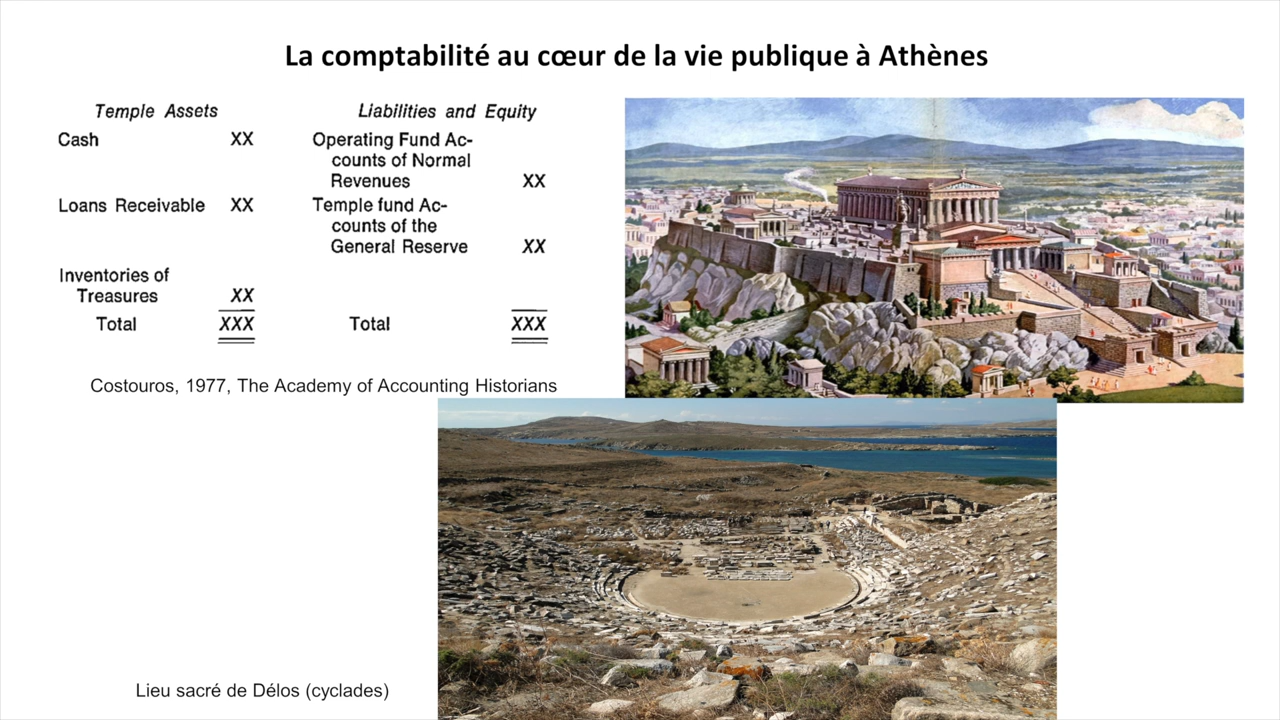 La comptabilité au cœur de la vie publique à Athènes
Temple Assets
Liabilities and Equity
Cash XX
Operating Fund Ac-
counts of Normal
Revenues XX
Loans Receivable XX
Temple fund Ac-
counts of the
General Reserve XX
Inventories of
Treasures XX
Total XXX
Total XXX
Costouros, 1977, The Academy of Accounting Historians
Lieu sacré de Délos (cyclades)